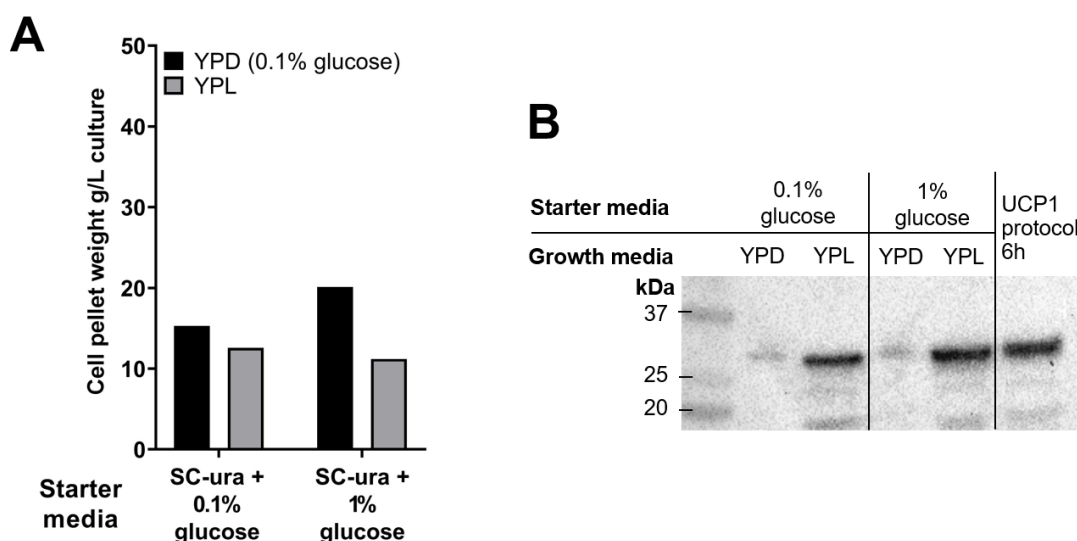 A
50
40
30
20
10
0
Cell pellet weight g/L culture
YPD (0.1% glucose)
YPL
SC-ura +
0.1%
glucose
SC-ura +
1%
glucose
Starter
media
B
Starter media
0.1%
glucose
1%
glucose
UCP1
protocol
6h
Growth media
YPD
YPL
YPD
YPL
kDa
37
25
20